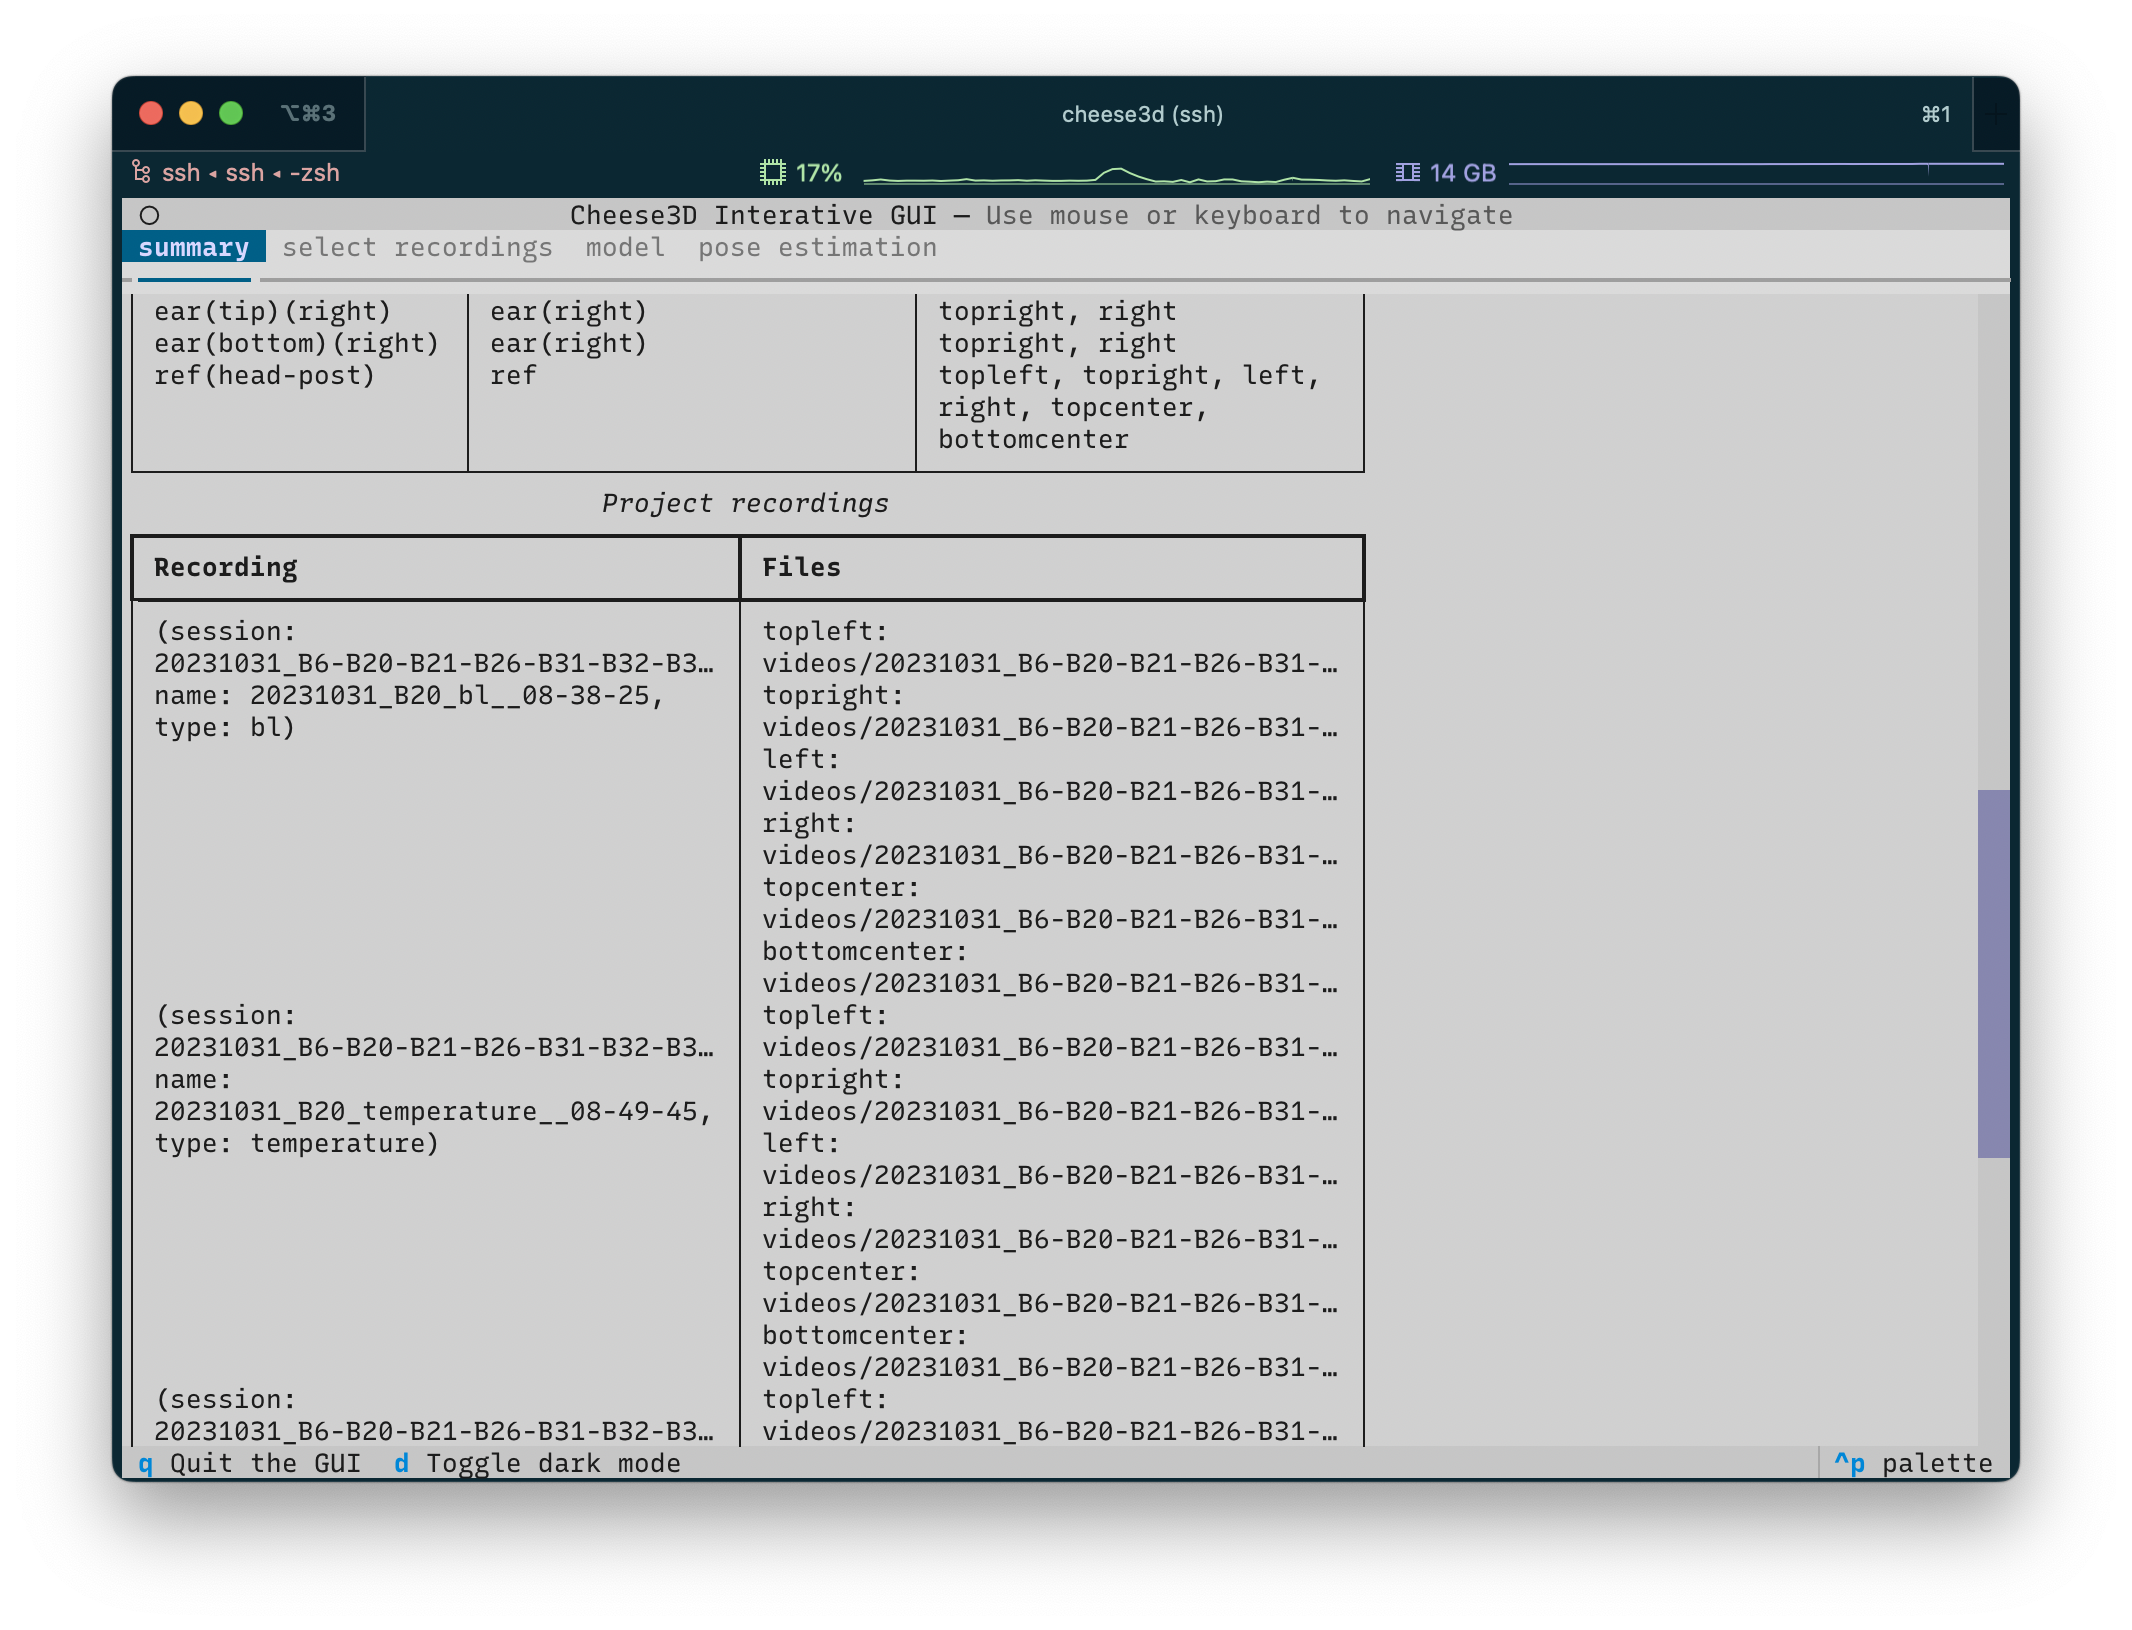 ⌥⌘3
cheese3d (ssh)
⌘1
ssh ◂ ssh ◂ -zsh
17%
14 GB
Cheese3D Interative GUI — Use mouse or keyboard to navigate
summary select recordings model pose estimation
ear(tip)(right) ear(right) topright, right
ear(bottom)(right) ear(right) topright, right
ref(head-post) ref topleft, topright, left,
right, topcenter,
bottomcenter
Project recordings
Recording Files
(session: topleft:
20231031_B6-B20-B21-B26-B31-B32-B3… videos/20231031_B6-B20-B21-B26-B31-…
name: 20231031_B20_bl__08-38-25, topright:
type: bl) videos/20231031_B6-B20-B21-B26-B31-…
left:
videos/20231031_B6-B20-B21-B26-B31-…
right:
videos/20231031_B6-B20-B21-B26-B31-…
topcenter:
videos/20231031_B6-B20-B21-B26-B31-…
bottomcenter:
videos/20231031_B6-B20-B21-B26-B31-…
(session: topleft:
20231031_B6-B20-B21-B26-B31-B32-B3… videos/20231031_B6-B20-B21-B26-B31-…
name: topright:
20231031_B20_temperature__08-49-45, videos/20231031_B6-B20-B21-B26-B31-…
type: temperature) left:
videos/20231031_B6-B20-B21-B26-B31-…
right:
videos/20231031_B6-B20-B21-B26-B31-…
topcenter:
videos/20231031_B6-B20-B21-B26-B31-…
bottomcenter:
videos/20231031_B6-B20-B21-B26-B31-…
(session: topleft:
20231031_B6-B20-B21-B26-B31-B32-B3… videos/20231031_B6-B20-B21-B26-B31-…
q Quit the GUI d Toggle dark mode ^p palette